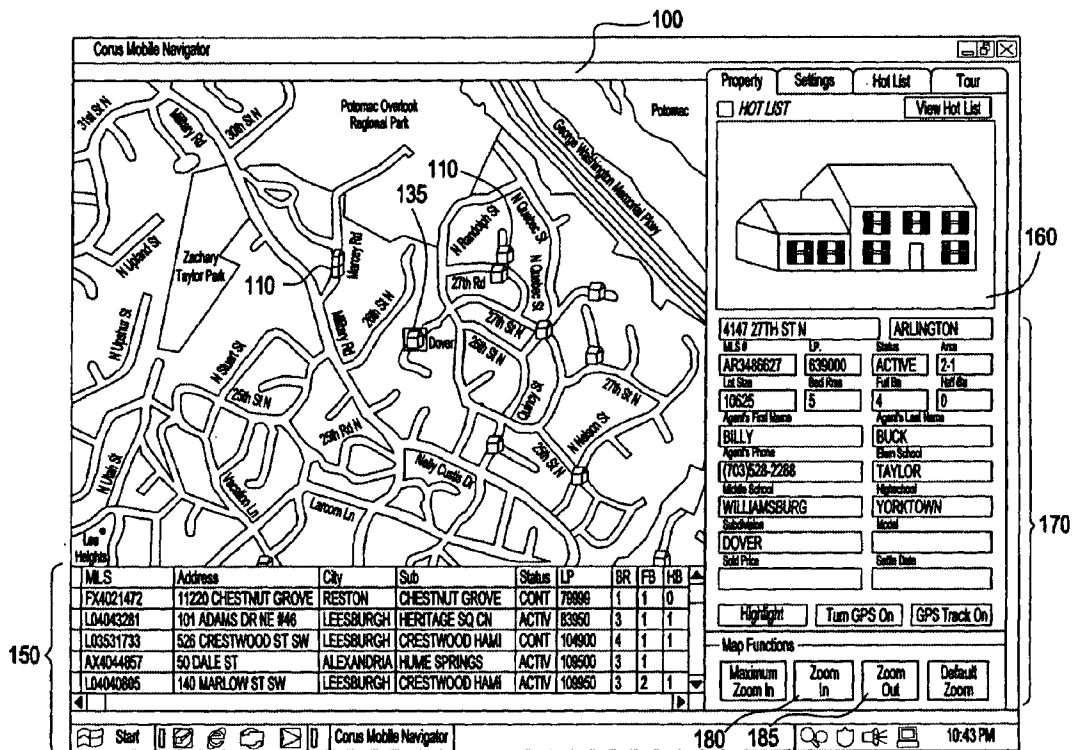 100
Corus Mobile Navigator
Property Settings Hot List Tour
HOT LIST View Hot List
31st St N
Military Rd
30th St N
Potomac Overlook
Regional Park
Potomac
George Washington Memorial Pkwy
110
135
N Quebec St
N Randolph St
N Quebec St
Marcey Rd
Zachary
Taylor Park
N Upland St
110
27th Rd
160
27th St N
26th St N
28th St N
Dover
Military Rd
N Upshur St
N Stuart St
25th St N
Quincy St
27th St N
N Nelson St
25th Rd N
25th St N
Nelly Custis Dr
N Utah St
Vacation Ln
Larcom Ln
Lee
Heights
4147 27TH ST N ARLINGTON
MLS # LP. Status Area
AR3486627 639000 ACTIVE 2-1
Lot Size Bed Rms Full Ba Half Ba
10625 5 4 0
Agent's First Name Agent's Last Name
BILLY BUCK
Agent's Phone Elem School
(703)528-2288 TAYLOR
Middle School Highschool
WILLIAMSBURG YORKTOWN
Subdivision Model
DOVER
Sold Price Settle Date
170
Highlight Turn GPS On GPS Track On
Map Functions
Maximum Zoom In Zoom In Zoom Out Default Zoom
150
MLS Address City Sub Status LP BR FB HB
FX4021472 11220 CHESTNUT GROVE RESTON CHESTNUT GROVE CONT 79999 1 1 0
L04043281 101 ADAMS DR NE #46 LEESBURGH HERITAGE SQ CN ACTIV 83950 3 1 1
L03531733 526 CRESTWOOD ST SW LEESBURGH CRESTWOOD HAMI CONT 104900 4 1 1
AX4044857 50 DALE ST ALEXANDRIA HUME SPRINGS ACTIV 109500 3 1
L04040805 140 MARLOW ST SW LEESBURGH CRESTWOOD HAMI ACTIV 109950 3 2 1
180 185
Start Corus Mobile Navigator 10:43 PM